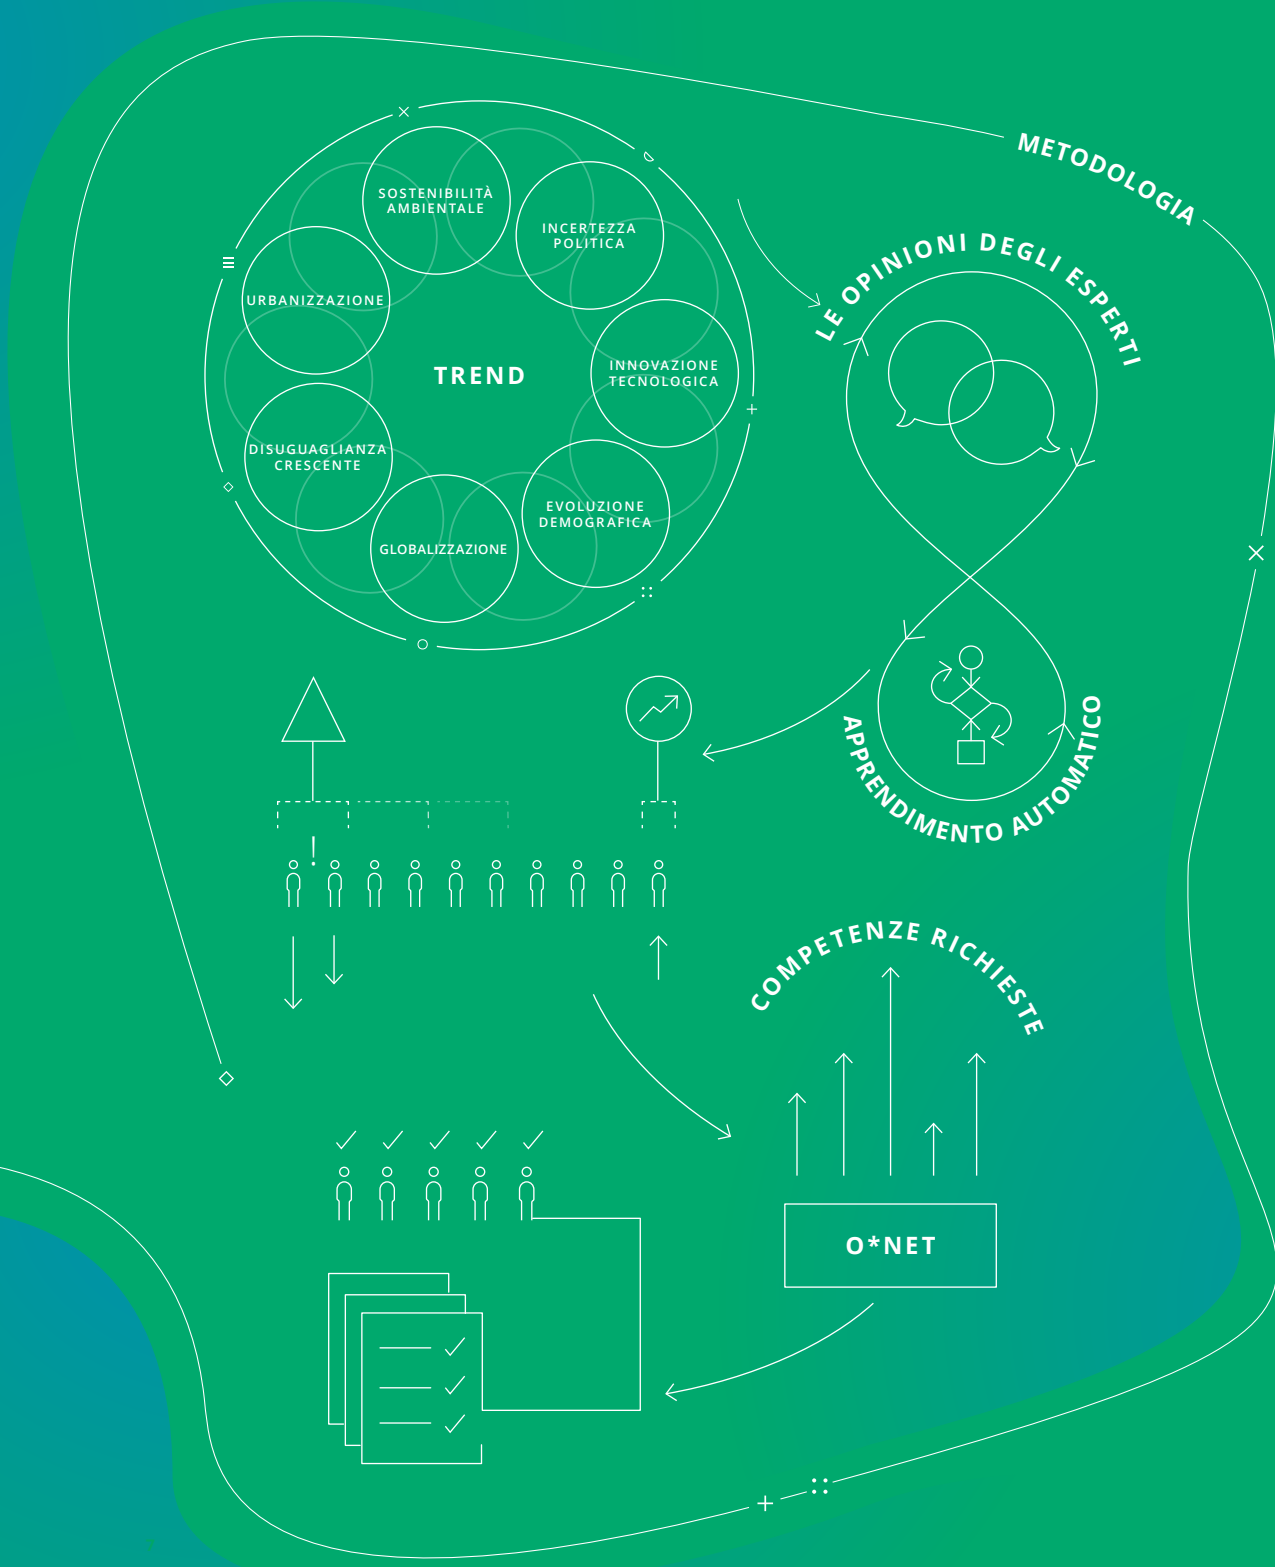 METODOLOGIA
SOSTENIBILITÀ
AMBIENTALE
INCERTEZZA
POLITICA
URBANIZZAZIONE
TREND
INNOVAZIONE
TECNOLOGICA
DISUGUAGLIANZA
CRESCENTE
EVOLUZIONE
DEMOGRAFICA
GLOBALIZZAZIONE
LE OPINIONI DEGLI ESPERTI
APPRENDIMENTO AUTOMATICO
!
COMPETENZE RICHIESTE
O*NET